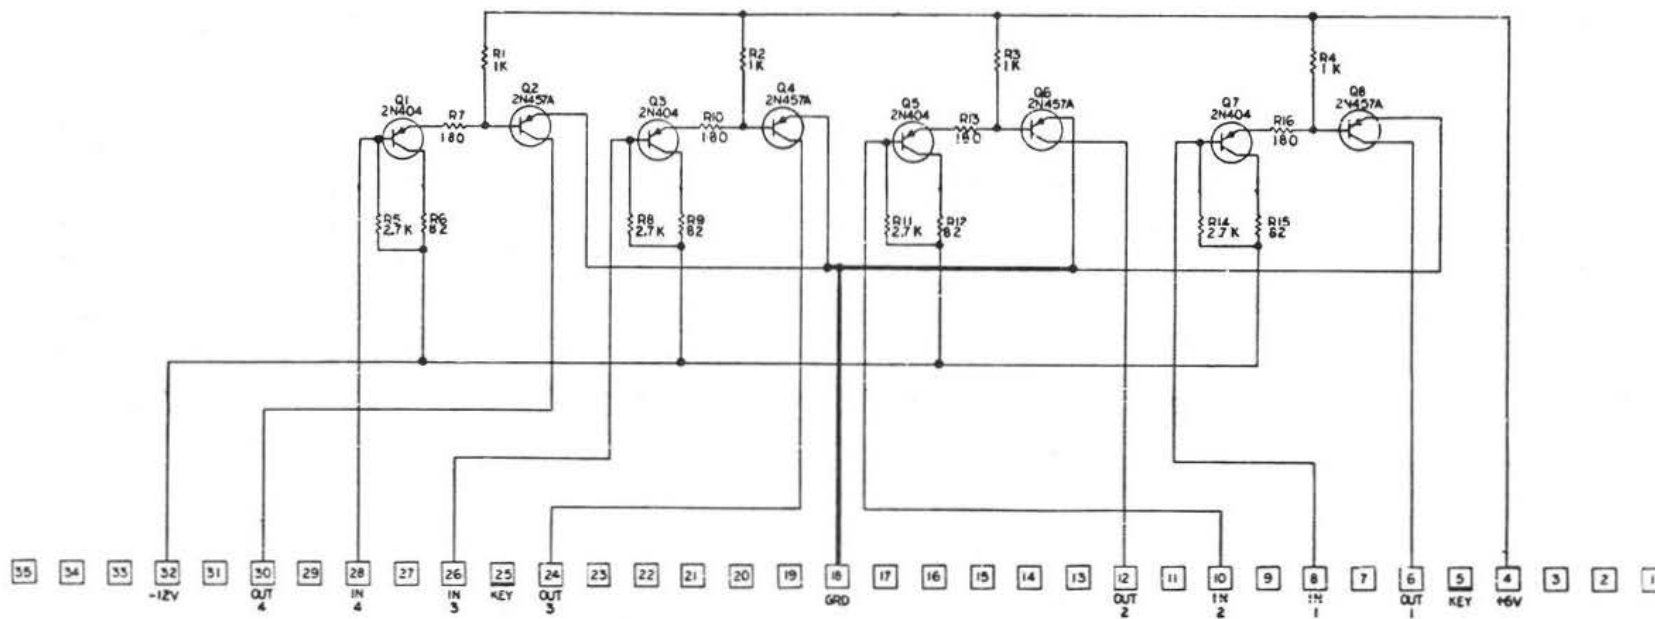 R1
1K
R2
1K
R3
1K
R4
1K
Q1
2N404
R7
180
Q2
2N457A
Q3
2N404
R10
180
Q4
2N457A
Q5
2N404
R13
180
Q6
2N457A
Q7
2N404
R16
180
Q8
2N457A
R5
2.7K
R6
82
R8
2.7K
R9
82
R11
2.7K
R12
82
R14
2.7K
R15
82
35 34 33 32 31 30 29 28 27 26 25 24 23 22 21 20 19 18 17 16 15 14 13 12 11 10 9 8 7 6 5 4 3 2 1
-12V
OUT
4
IN
4
IN
3
KEY
OUT
3
GRD
OUT
2
IN
2
IN
1
OUT
1
KEY
+6V